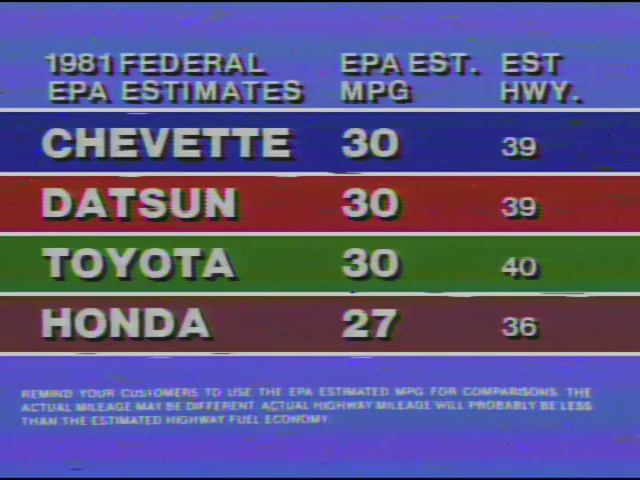 1981 FEDERAL EPA EST. EST
EPA ESTIMATES MPG HWY.
CHEVETTE 30 39
DATSUN 30 39
TOYOTA 30 40
HONDA 27 36
REMIND YOUR CUSTOMERS TO USE THE EPA ESTIMATED MPG FOR COMPARISONS. THE
ACTUAL MILEAGE MAY BE DIFFERENT. ACTUAL HIGHWAY MILEAGE WILL PROBABLY BE LESS
THAN THE ESTIMATED HIGHWAY FUEL ECONOMY.